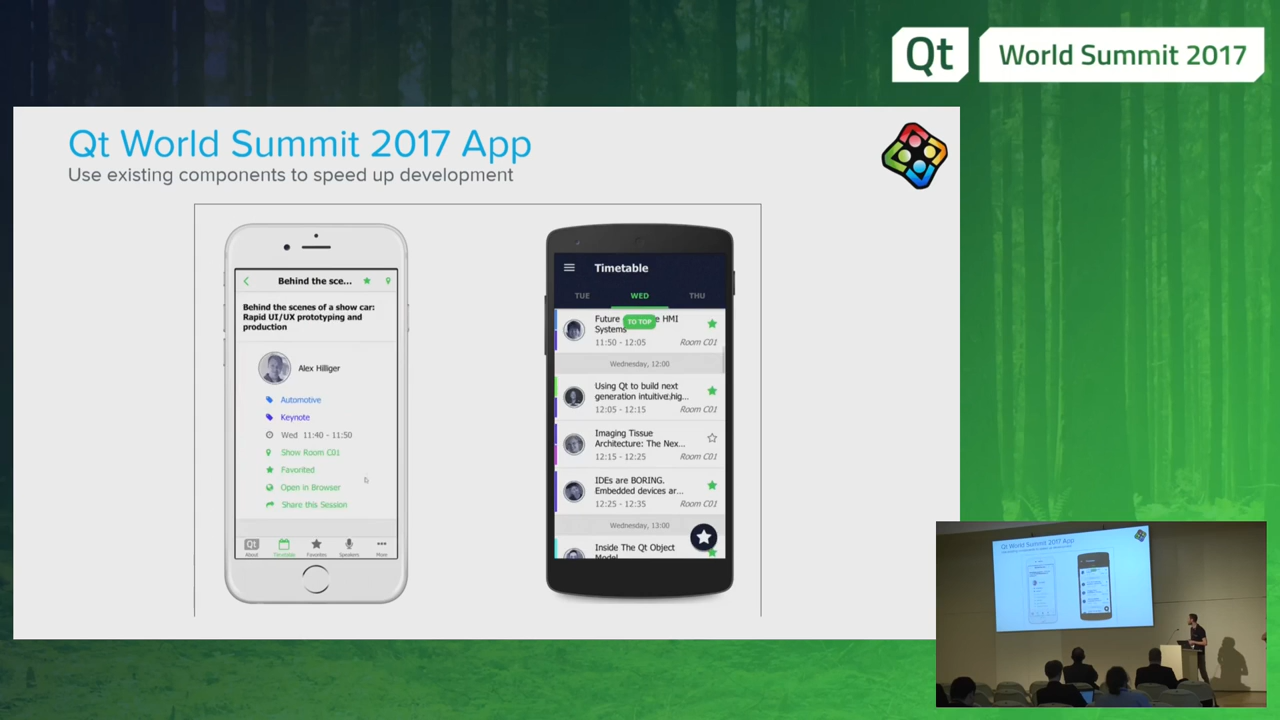 Qt World Summit 2017
Qt World Summit 2017 App
Use existing components to speed up development
Behind the sce...
Behind the scenes of a show car:
Rapid UI/UX prototyping and
production
Alex Hilliger
Automotive
Keynote
Wed 11:40 - 11:50
Show Room C01
Favorited
Open in Browser
Share this Session
Qt
About
Timetable
Favorites
Speakers
More
Timetable
TUE WED THU
Future HMI
TO TOP
Systems
11:50 - 12:05 Room C01
Wednesday, 12:00
Using Qt to build next
generation intuitive,hig...
12:05 - 12:15 Room C01
Imaging Tissue
Architecture: The Nex...
12:15 - 12:25 Room C01
IDEs are BORING.
Embedded devices ar...
12:25 - 12:35 Room C01
Wednesday, 13:00
Inside The Qt Object
Model
Qt World Summit 2017 App